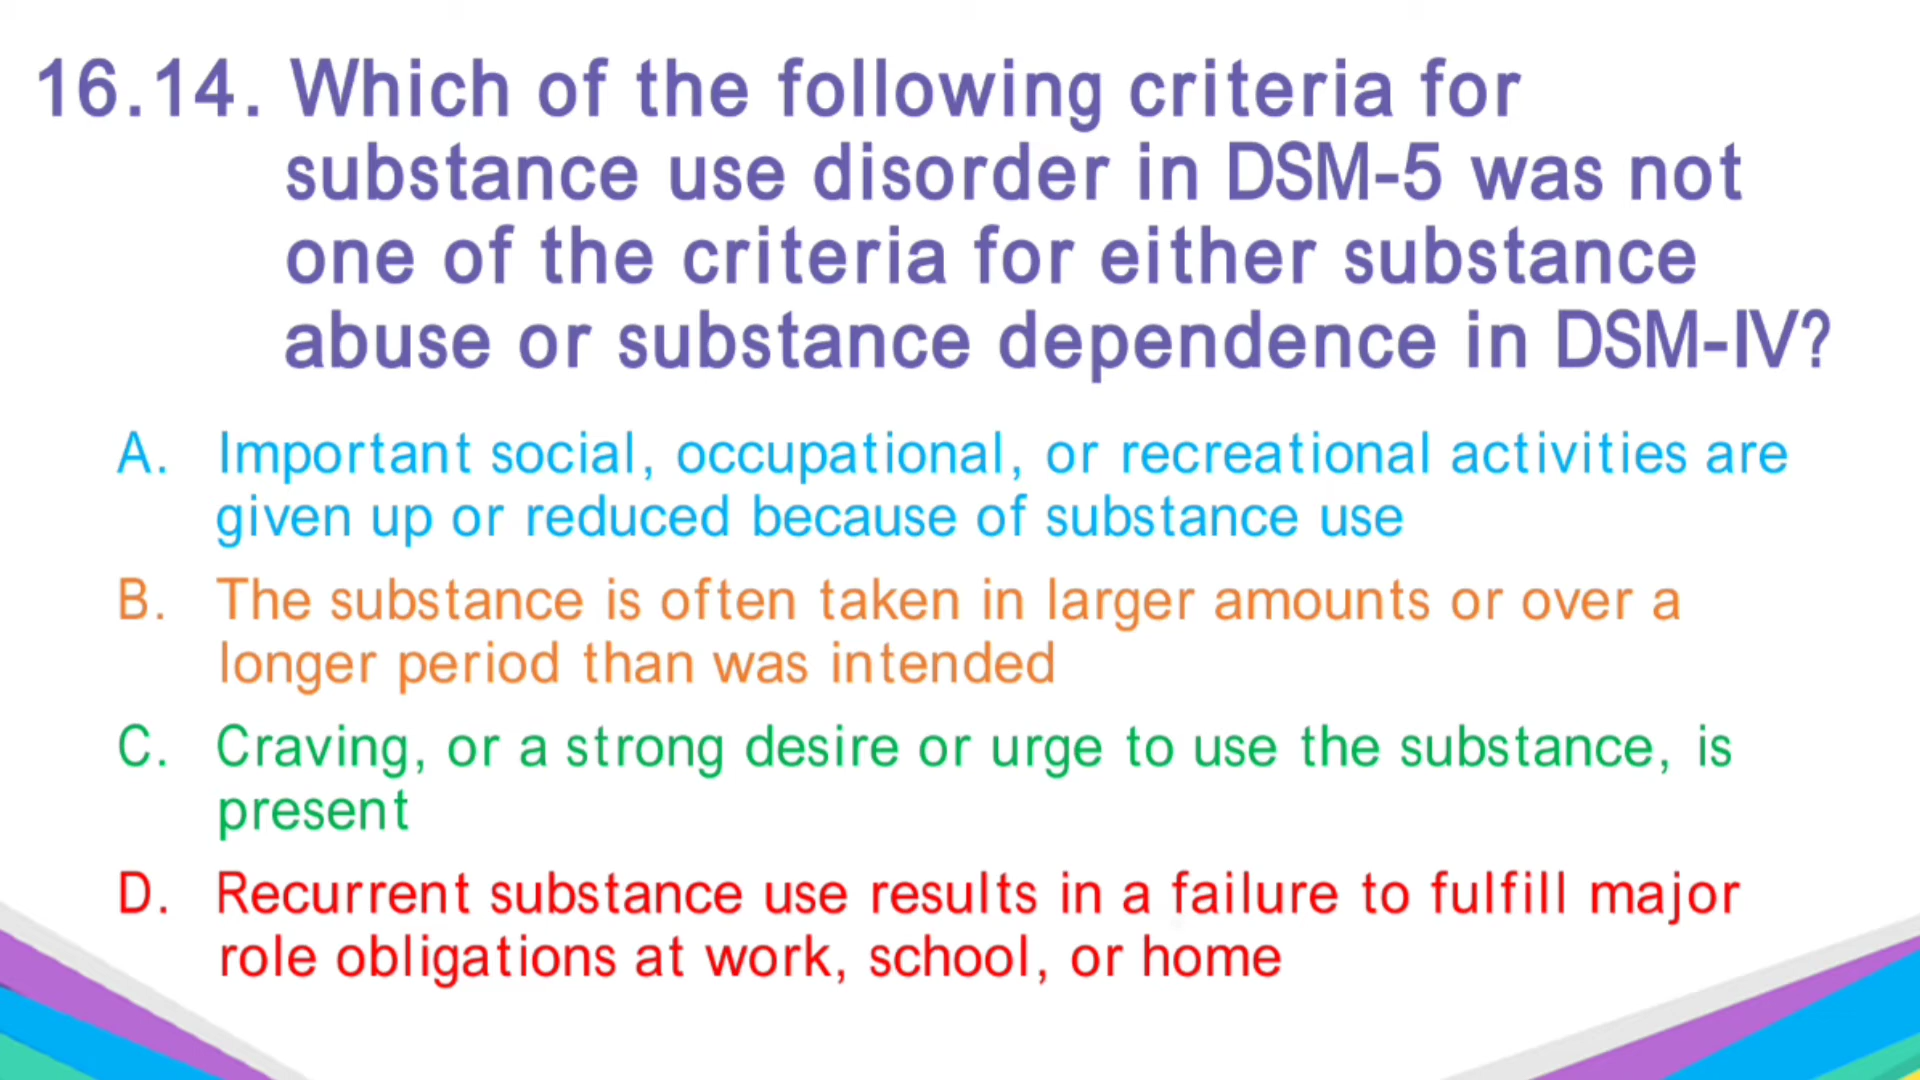 16.14. Which of the following criteria for
substance use disorder in DSM-5 was not
one of the criteria for either substance
abuse or substance dependence in DSM-IV?
A. Important social, occupational, or recreational activities are
given up or reduced because of substance use
B. The substance is often taken in larger amounts or over a
longer period than was intended
C. Craving, or a strong desire or urge to use the substance, is
present
D. Recurrent substance use results in a failure to fulfill major
role obligations at work, school, or home